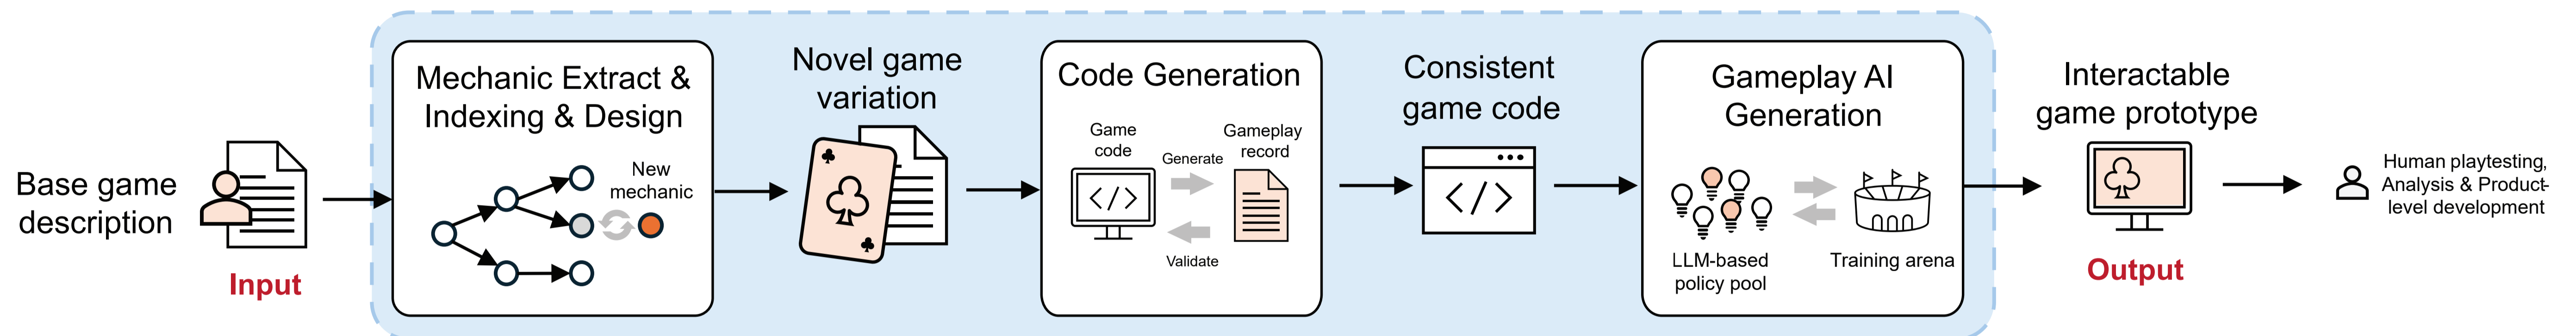 Base game
description
Input
Mechanic Extract &
Indexing & Design
New
mechanic
Novel game
variation
Code Generation
Game
code
</>
Generate
Validate
Gameplay
record
Consistent
game code
</>
Gameplay AI
Generation
LLM-based
policy pool
Training arena
Interactable
game prototype
Output
Human playtesting,
Analysis & Product-
level development